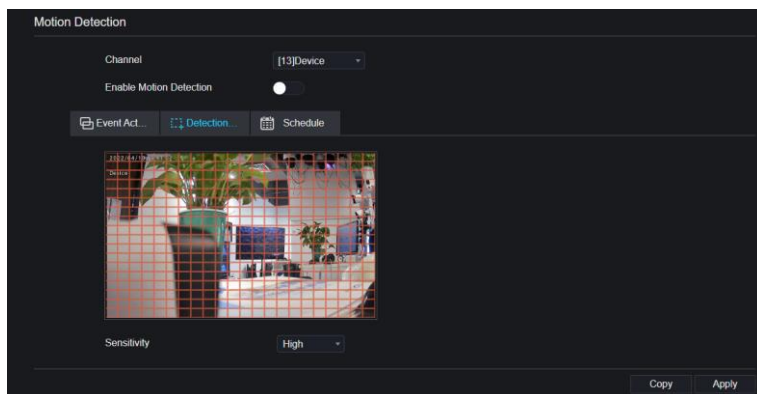 Motion Detection
Channel
[13]Device
Enable Motion Detection
Event Act...
Detection...
Schedule
Device
Sensitivity
High
Copy
Apply